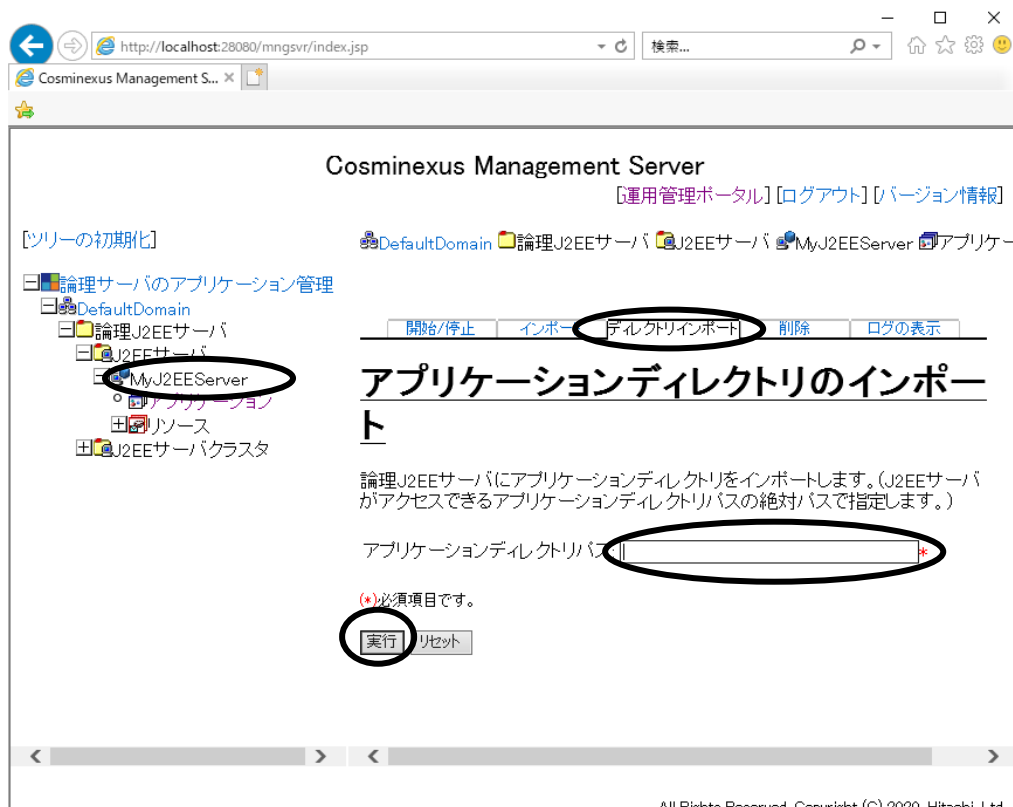 http://localhost:28080/mngsvr/index.jsp
検索...
Cosminexus Management S...
Cosminexus Management Server
[運用管理ポータル] [ログアウト] [バージョン情報]
[ツリーの初期化]
DefaultDomain 論理J2EEサーバ J2EEサーバ MyJ2EEServer アプリケー
論理サーバのアプリケーション管理
DefaultDomain
論理J2EEサーバ
J2EEサーバ
MyJ2EEServer
アプリケーション
リソース
J2EEサーバクラスタ
開始/停止 インポー ディレクトリインポート 削除 ログの表示
アプリケーションディレクトリのインポー
ト
論理J2EEサーバにアプリケーションディレクトリをインポートします。(J2EEサーバ
がアクセスできるアプリケーションディレクトリパスの絶対パスで指定します。)
アプリケーションディレクトリパス: *
(*)必須項目です。
実行 リセット
All Rights Reserved. Copyright (C) 2020, Hitachi, Ltd.